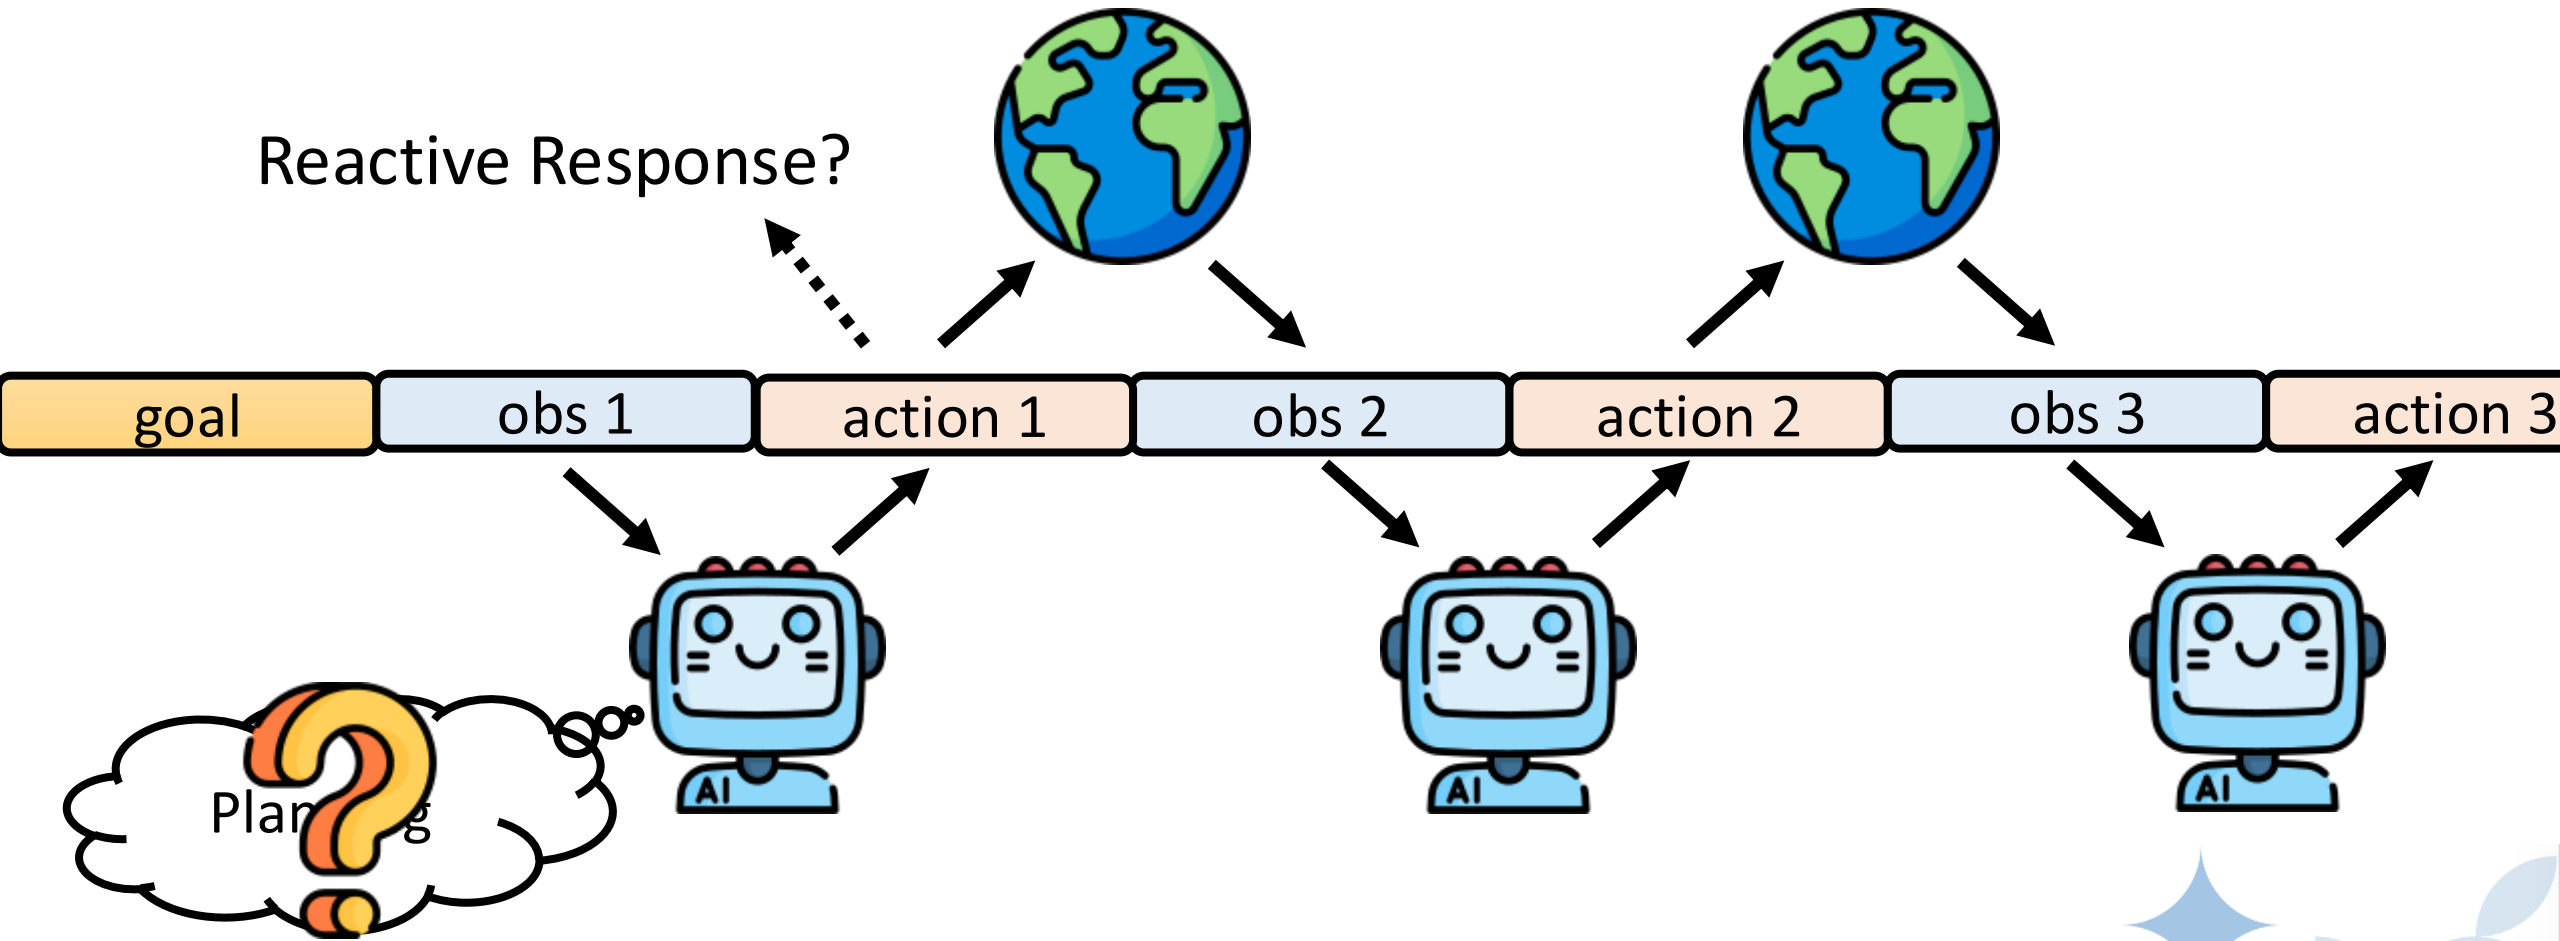 Reactive Response?
goal
obs 1
action 1
obs 2
action 2
obs 3
action 3
AI
AI
AI